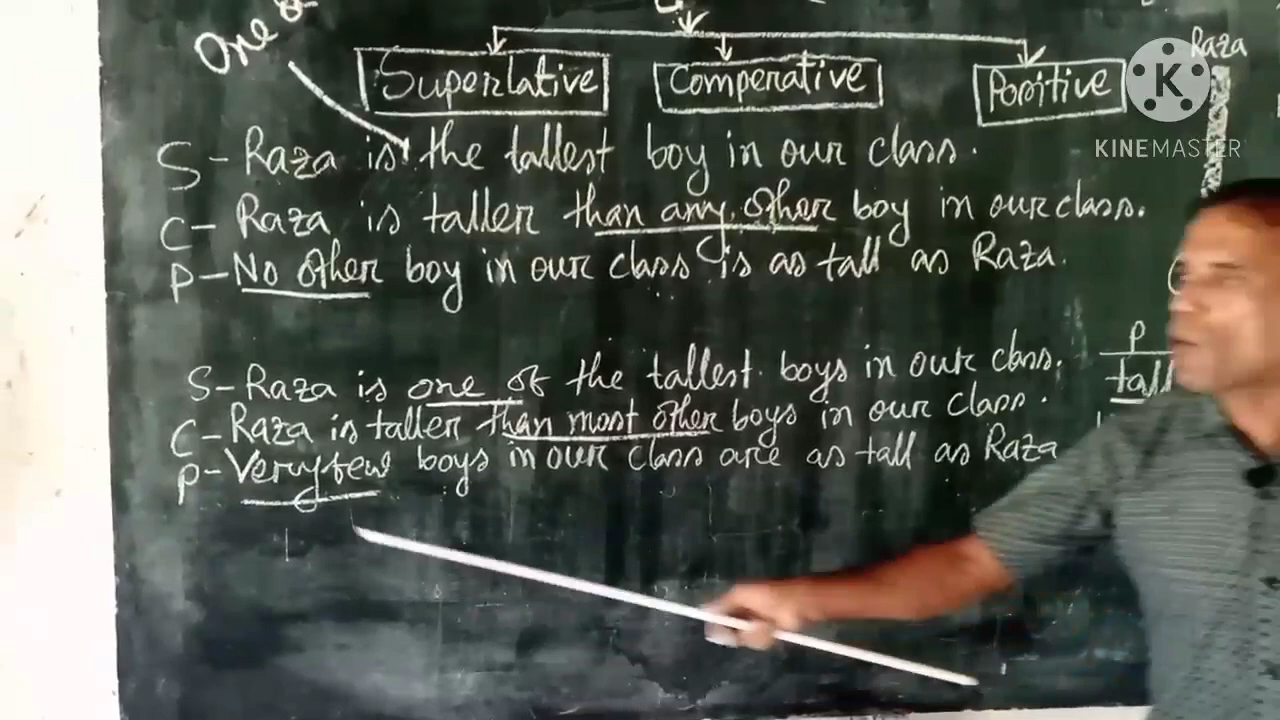 One
Superlative Comperative Positive Raza
K
KINEMASTER
S - Raza is the tallest boy in our class.
C - Raza is taller than any other boy in our class.
P - No other boy in our class is as tall as Raza.
S - Raza is one of the tallest boys in our class.
C - Raza is taller than most other boys in our class.
P - Very few boys in our class are as tall as Raza
P
tall